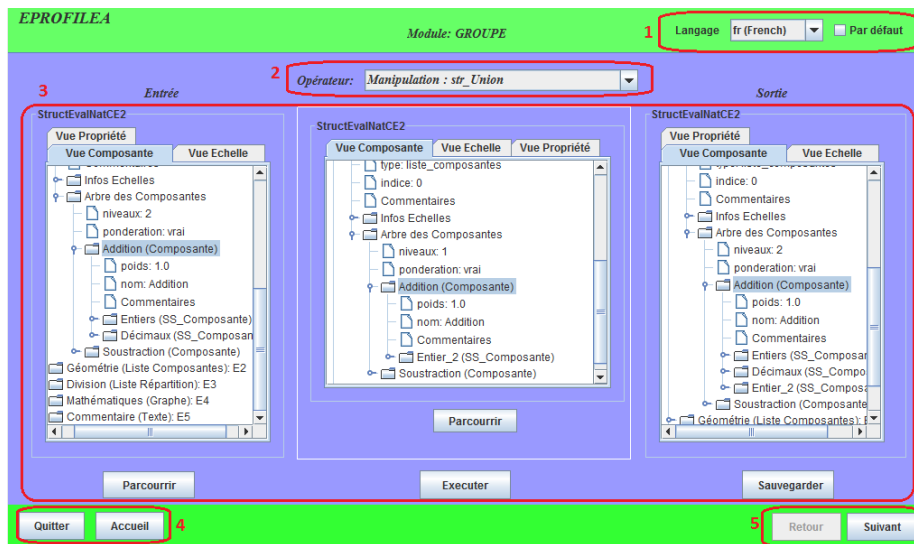 EPROFILEA
Module: GROUPE
1
Langage
fr (French)
Par défaut
2
Opérateur:
Manipulation : str_Union
3
Entrée
StructEvalNatCE2
Vue Propriété
Vue Composante
Vue Echelle
Infos Echelles
Arbre des Composantes
niveaux: 2
ponderation: vrai
Addition (Composante)
poids: 1.0
nom: Addition
Commentaires
Entiers (SS_Composante)
Décimaux (SS_Composan
Soustraction (Composante)
Géométrie (Liste Composantes): E2
Division (Liste Répartition): E3
Mathématiques (Graphe): E4
Commentaire (Texte): E5
Parcourrir
StructEvalNatCE2
Vue Composante
Vue Echelle
Vue Propriété
type: liste_composantes
indice: 0
Commentaires
Infos Echelles
Arbre des Composantes
niveaux: 1
ponderation: vrai
Addition (Composante)
poids: 1.0
nom: Addition
Commentaires
Entier_2 (SS_Composante)
Soustraction (Composante)
Parcourrir
Executer
Sortie
StructEvalNatCE2
Vue Propriété
Vue Composante
Vue Echelle
indice: 0
Commentaires
Infos Echelles
Arbre des Composantes
niveaux: 2
ponderation: vrai
Addition (Composante)
poids: 1.0
nom: Addition
Commentaires
Entiers (SS_Composar
Décimaux (SS_Compo
Entier_2 (SS_Composa
Soustraction (Composante
Géométrie (Liste Composantes):
Sauvegarder
Quitter
Accueil
4
5
Retour
Suivant